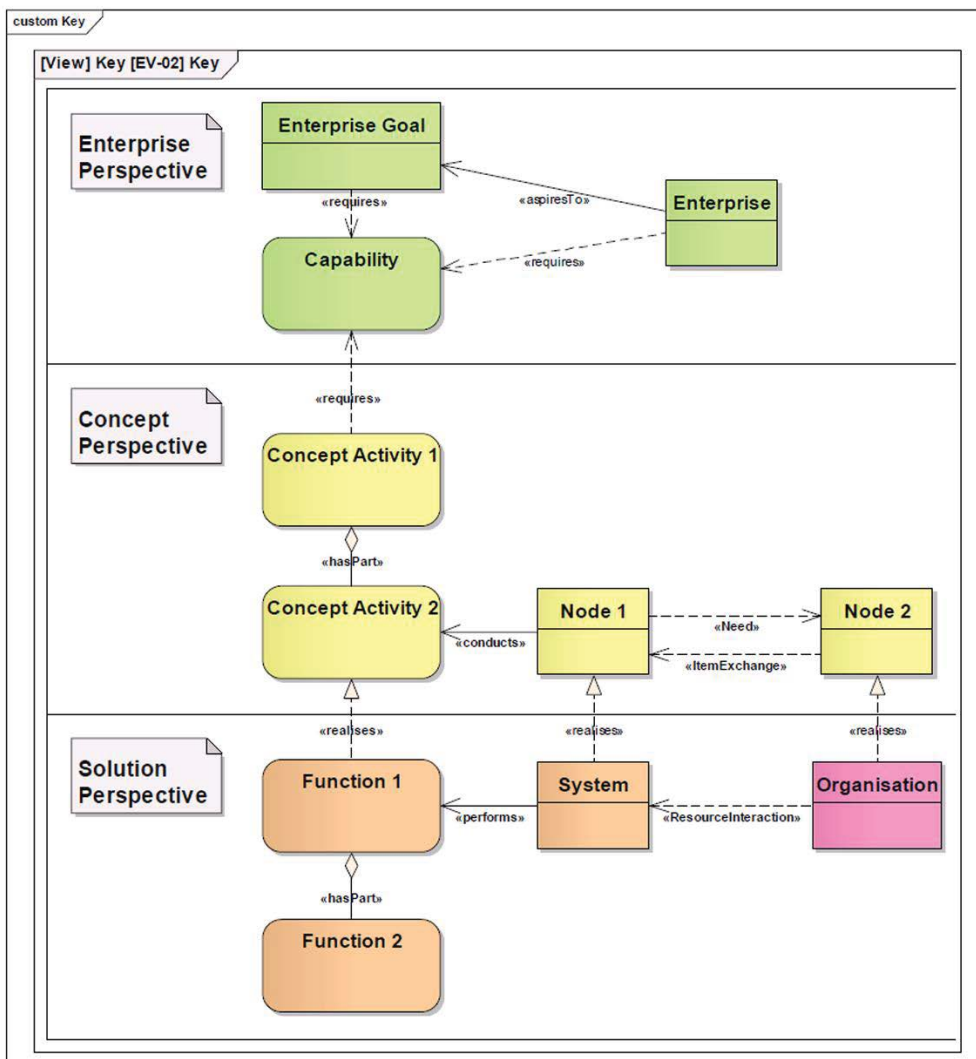 custom Key
[View] Key [EV-02] Key
Enterprise
Perspective
Enterprise Goal
«aspiresTo»
«requires»
Enterprise
Capability
«requires»
Concept
Perspective
«requires»
Concept Activity 1
«hasPart»
Concept Activity 2
Node 1
Node 2
«Need»
«conducts»
«ItemExchange»
«realises»
«realises»
«realises»
Solution
Perspective
Function 1
System
Organisation
«performs»
«ResourceInteraction»
«hasPart»
Function 2